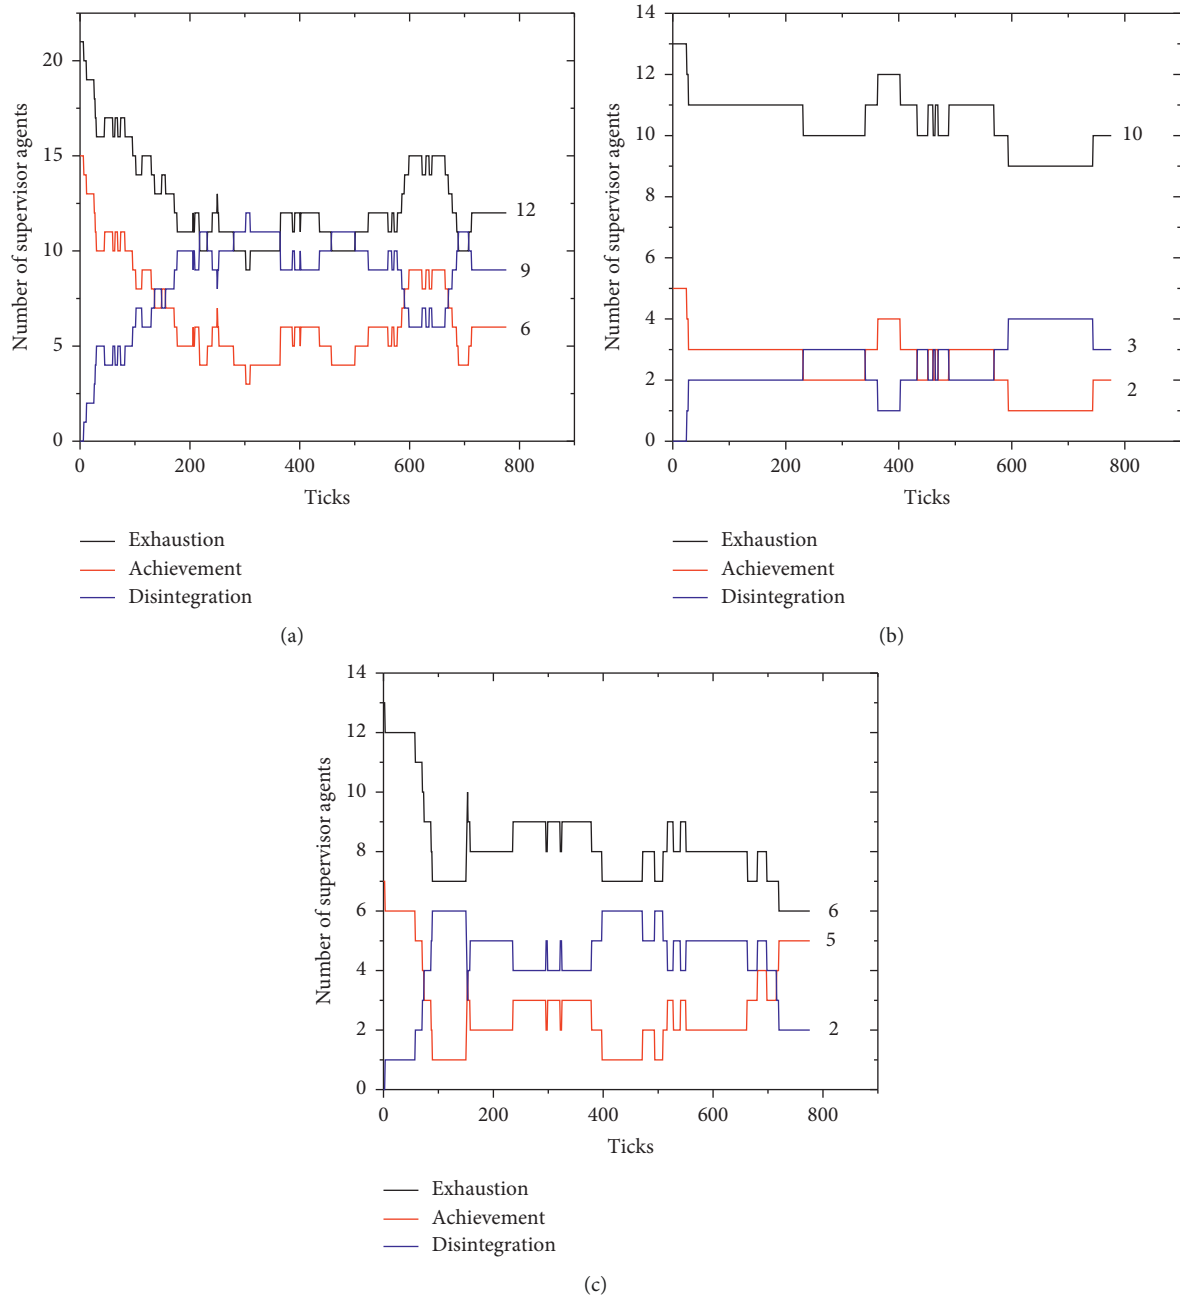 Number of supervisor agents
20
15
10
5
0
12
9
6
0 200 400 600 800
Ticks
Exhaustion
Achievement
Disintegration
(a)
Number of supervisor agents
14
12
10
8
6
4
2
0
10
3
2
0 200 400 600 800
Ticks
Exhaustion
Achievement
Disintegration
(b)
Number of supervisor agents
14
12
10
8
6
4
2
0
6
5
2
0 200 400 600 800
Ticks
Exhaustion
Achievement
Disintegration
(c)